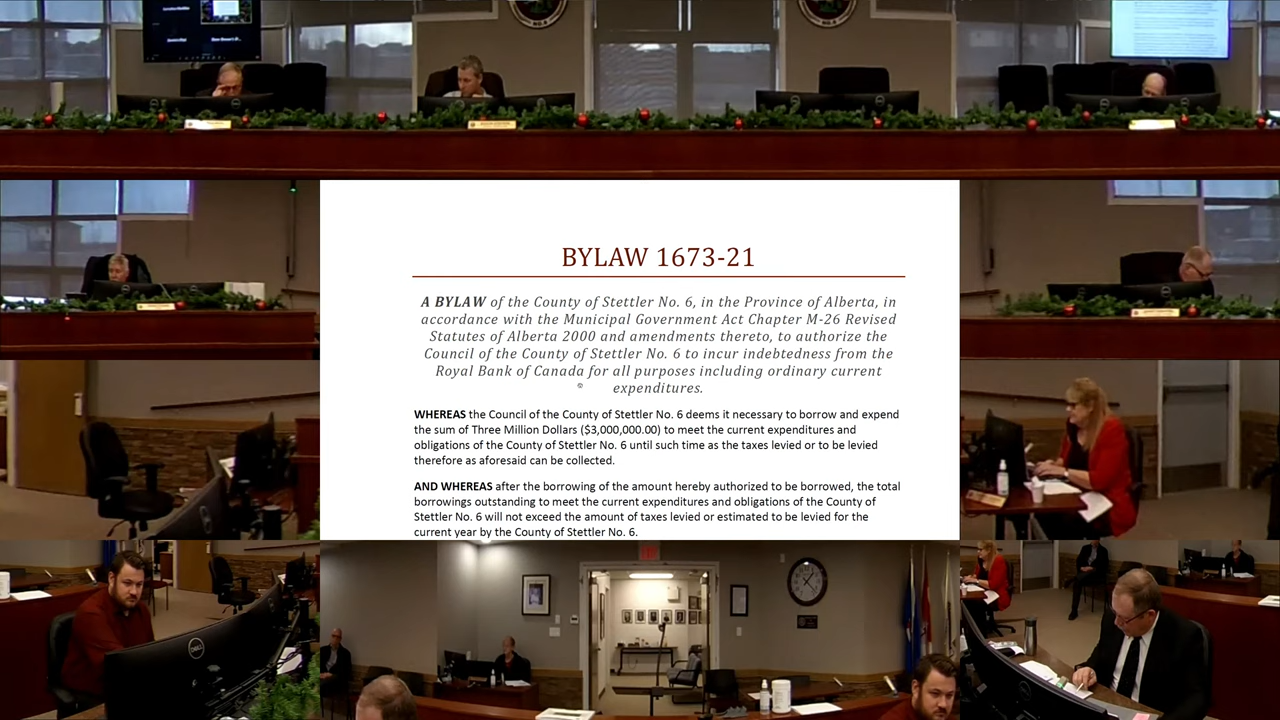 BYLAW 1673-21
A BYLAW of the County of Stettler No. 6, in the Province of Alberta, in
accordance with the Municipal Government Act Chapter M-26 Revised
Statutes of Alberta 2000 and amendments thereto, to authorize the
Council of the County of Stettler No. 6 to incur indebtedness from the
Royal Bank of Canada for all purposes including ordinary current
expenditures.
WHEREAS the Council of the County of Stettler No. 6 deems it necessary to borrow and expend
the sum of Three Million Dollars ($3,000,000.00) to meet the current expenditures and
obligations of the County of Stettler No. 6 until such time as the taxes levied or to be levied
therefore as aforesaid can be collected.
AND WHEREAS after the borrowing of the amount hereby authorized to be borrowed, the total
borrowings outstanding to meet the current expenditures and obligations of the County of
Stettler No. 6 will not exceed the amount of taxes levied or estimated to be levied for the
current year by the County of Stettler No. 6.
DELL